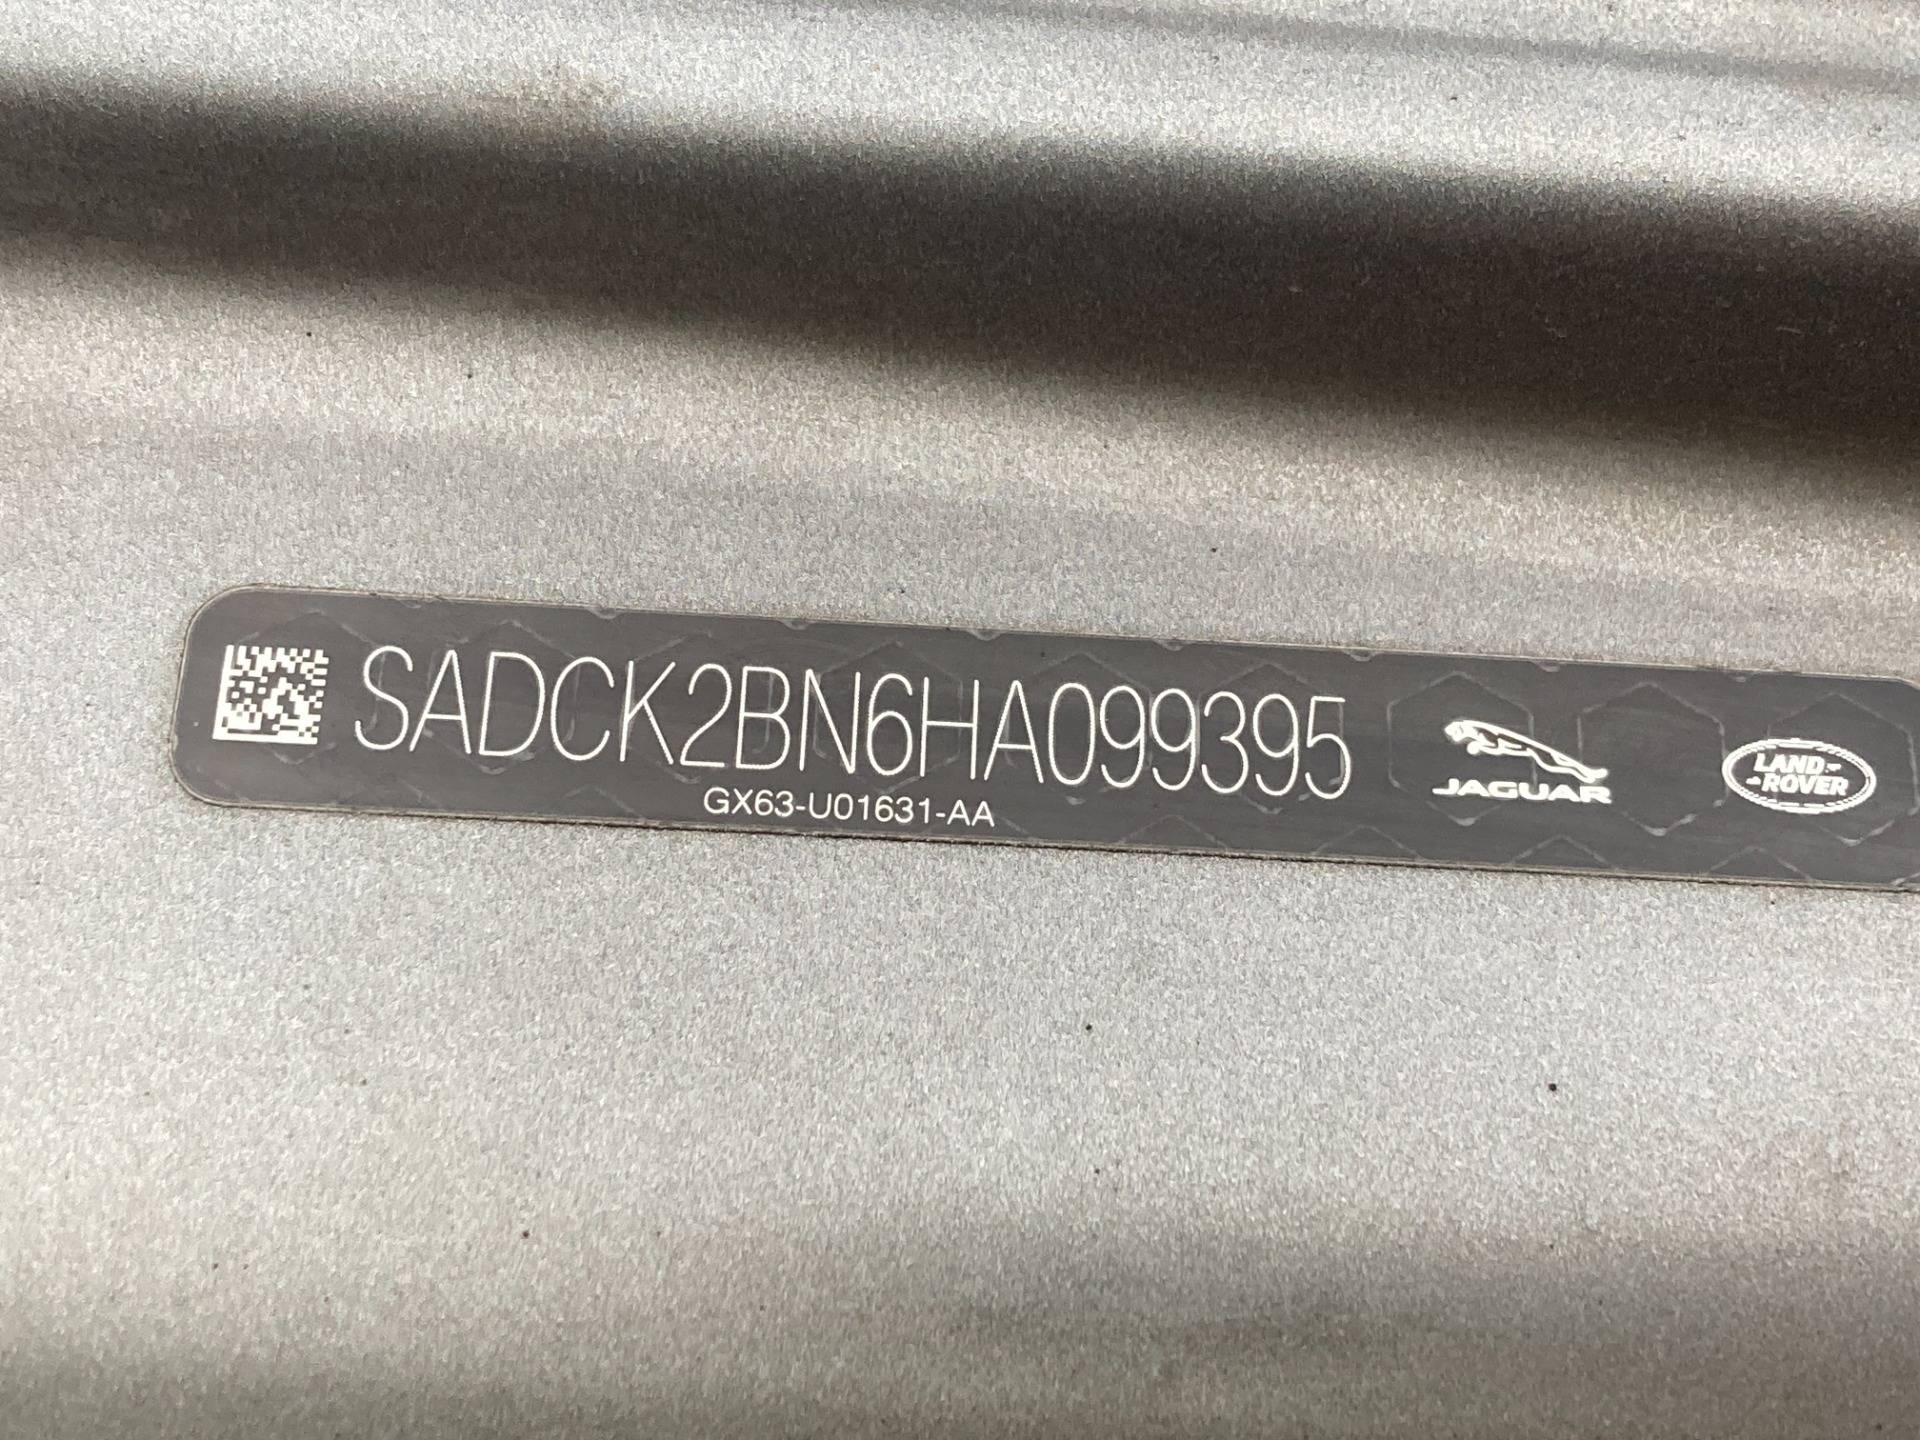 SADCK2BN6HA099395
GX63-U01631-AA
JAGUAR
LAND-
-ROVER